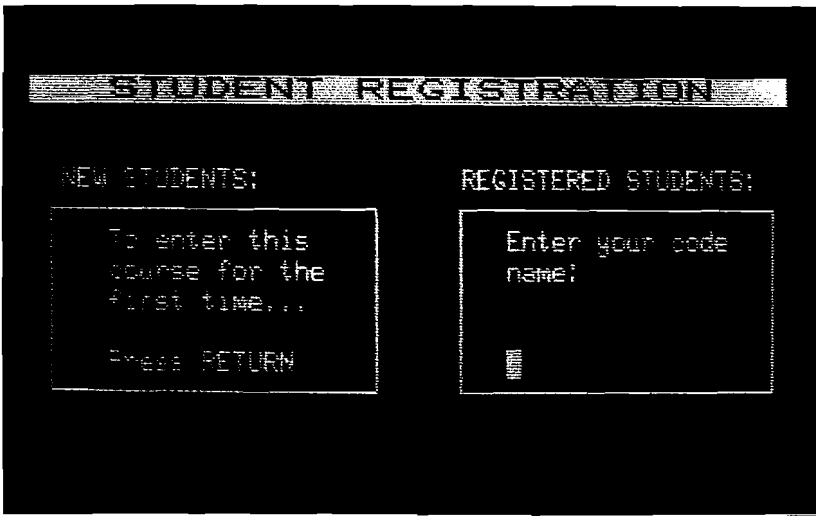 STUDENT REGISTRATION
NEW STUDENTS:
To enter this
course for the
first time...
Press RETURN
REGISTERED STUDENTS:
Enter your code
name: